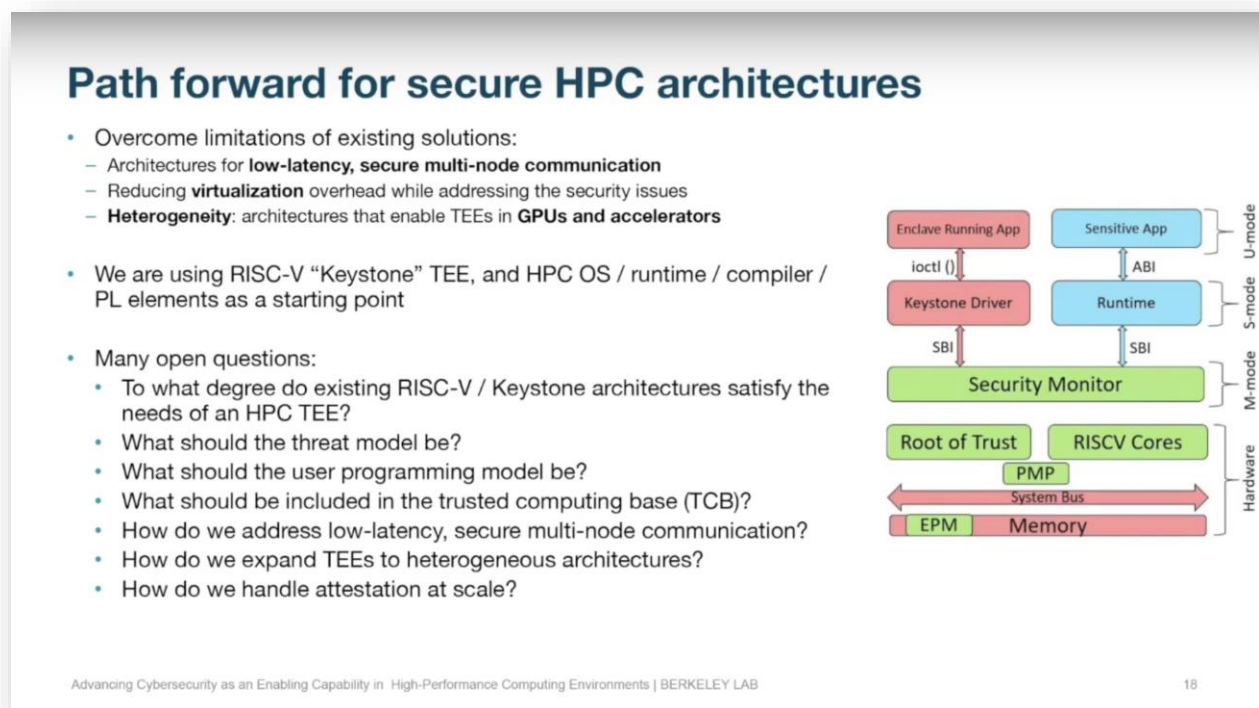 Path forward for secure HPC architectures
• Overcome limitations of existing solutions:
– Architectures for low-latency, secure multi-node communication
– Reducing virtualization overhead while addressing the security issues
– Heterogeneity: architectures that enable TEEs in GPUs and accelerators
• We are using RISC-V “Keystone” TEE, and HPC OS / runtime / compiler /
PL elements as a starting point
• Many open questions:
• To what degree do existing RISC-V / Keystone architectures satisfy the
needs of an HPC TEE?
• What should the threat model be?
• What should the user programming model be?
• What should be included in the trusted computing base (TCB)?
• How do we address low-latency, secure multi-node communication?
• How do we expand TEEs to heterogeneous architectures?
• How do we handle attestation at scale?
Enclave Running App
Sensitive App
U-mode
ioctl ()
ABI
Keystone Driver
Runtime
S-mode
SBI
SBI
Security Monitor
M-mode
Root of Trust
RISCV Cores
PMP
System Bus
EPM
Memory
Hardware
Advancing Cybersecurity as an Enabling Capability in High-Performance Computing Environments | BERKELEY LAB
18